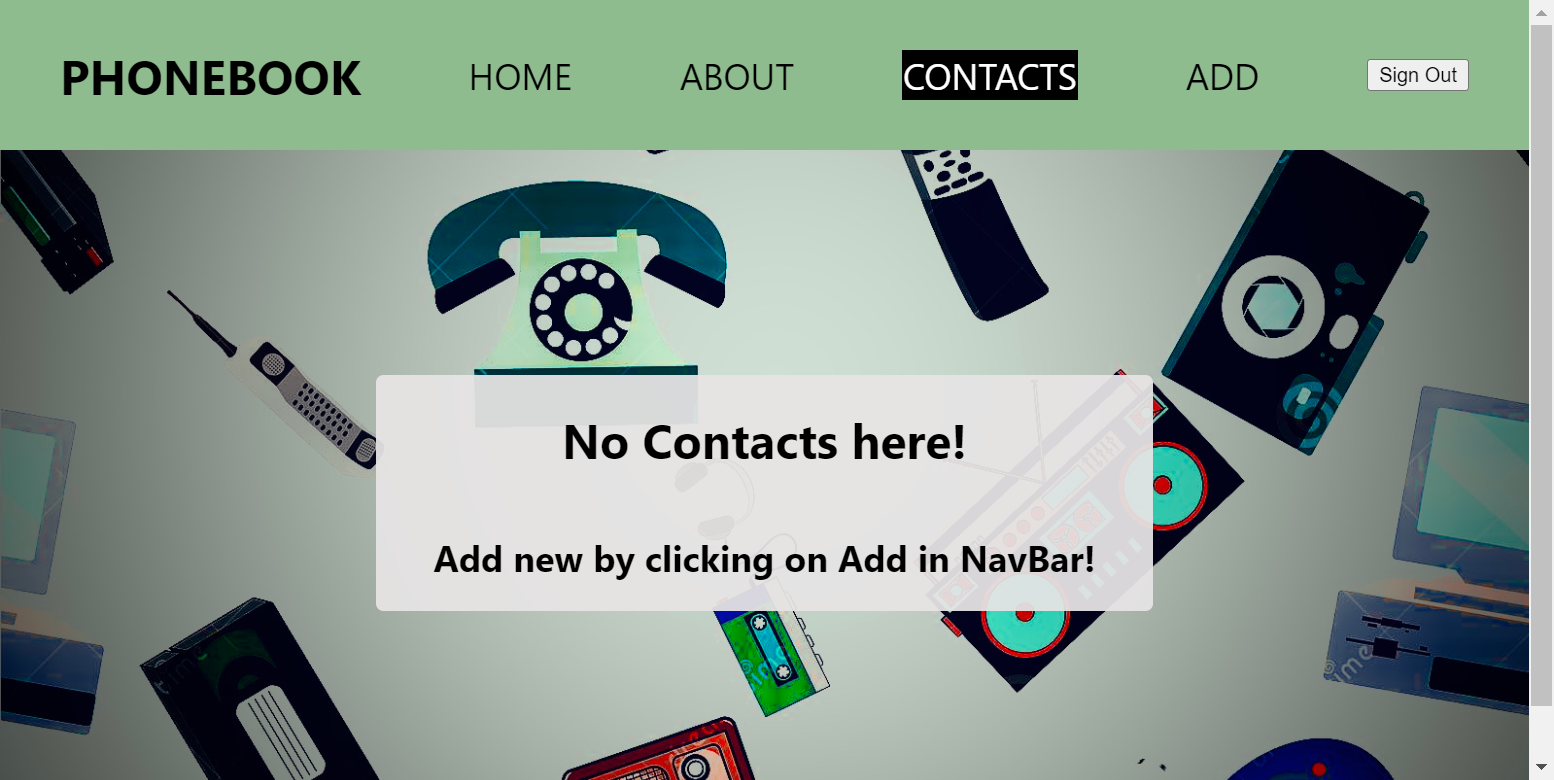 PHONEBOOK HOME ABOUT CONTACTS ADD Sign Out
No Contacts here!
Add new by clicking on Add in NavBar!